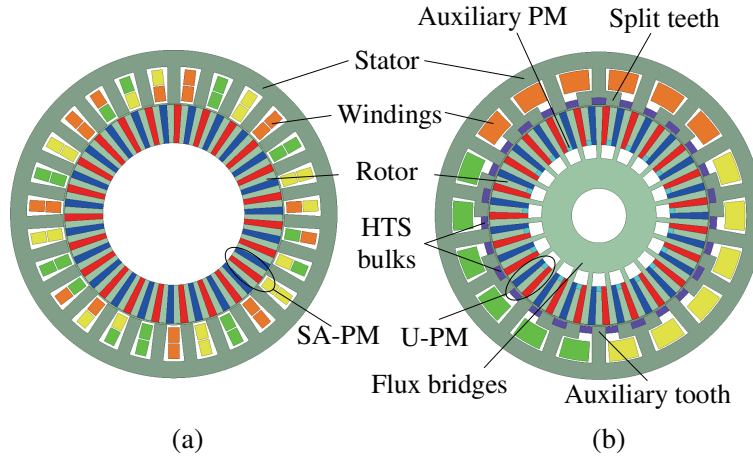 Auxiliary PM
Split teeth
Stator
Windings
Rotor
HTS
bulks
SA-PM
U-PM
Flux bridges
Auxiliary tooth
(a)
(b)